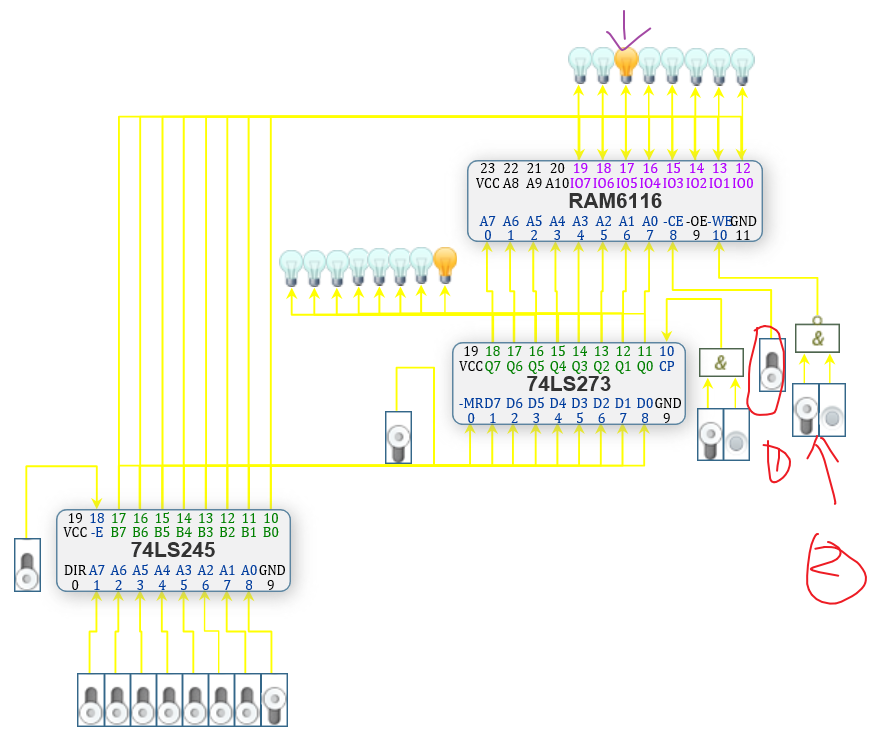 23 22 21 20 19 18 17 16 15 14 13 12
VCC A8 A9 A10 IO7 IO6 IO5 IO4 IO3 IO2 IO1 IO0
RAM6116
A7 A6 A5 A4 A3 A2 A1 A0 -CE -OE -WE GND
0 1 2 3 4 5 6 7 8 9 10 11
19 18 17 16 15 14 13 12 11 10
VCC Q7 Q6 Q5 Q4 Q3 Q2 Q1 Q0 CP
74LS273
-MR D7 D6 D5 D4 D3 D2 D1 D0 GND
0 1 2 3 4 5 6 7 8 9
&
&
①
②
19 18 17 16 15 14 13 12 11 10
VCC -E B7 B6 B5 B4 B3 B2 B1 B0
74LS245
DIR A7 A6 A5 A4 A3 A2 A1 A0 GND
0 1 2 3 4 5 6 7 8 9